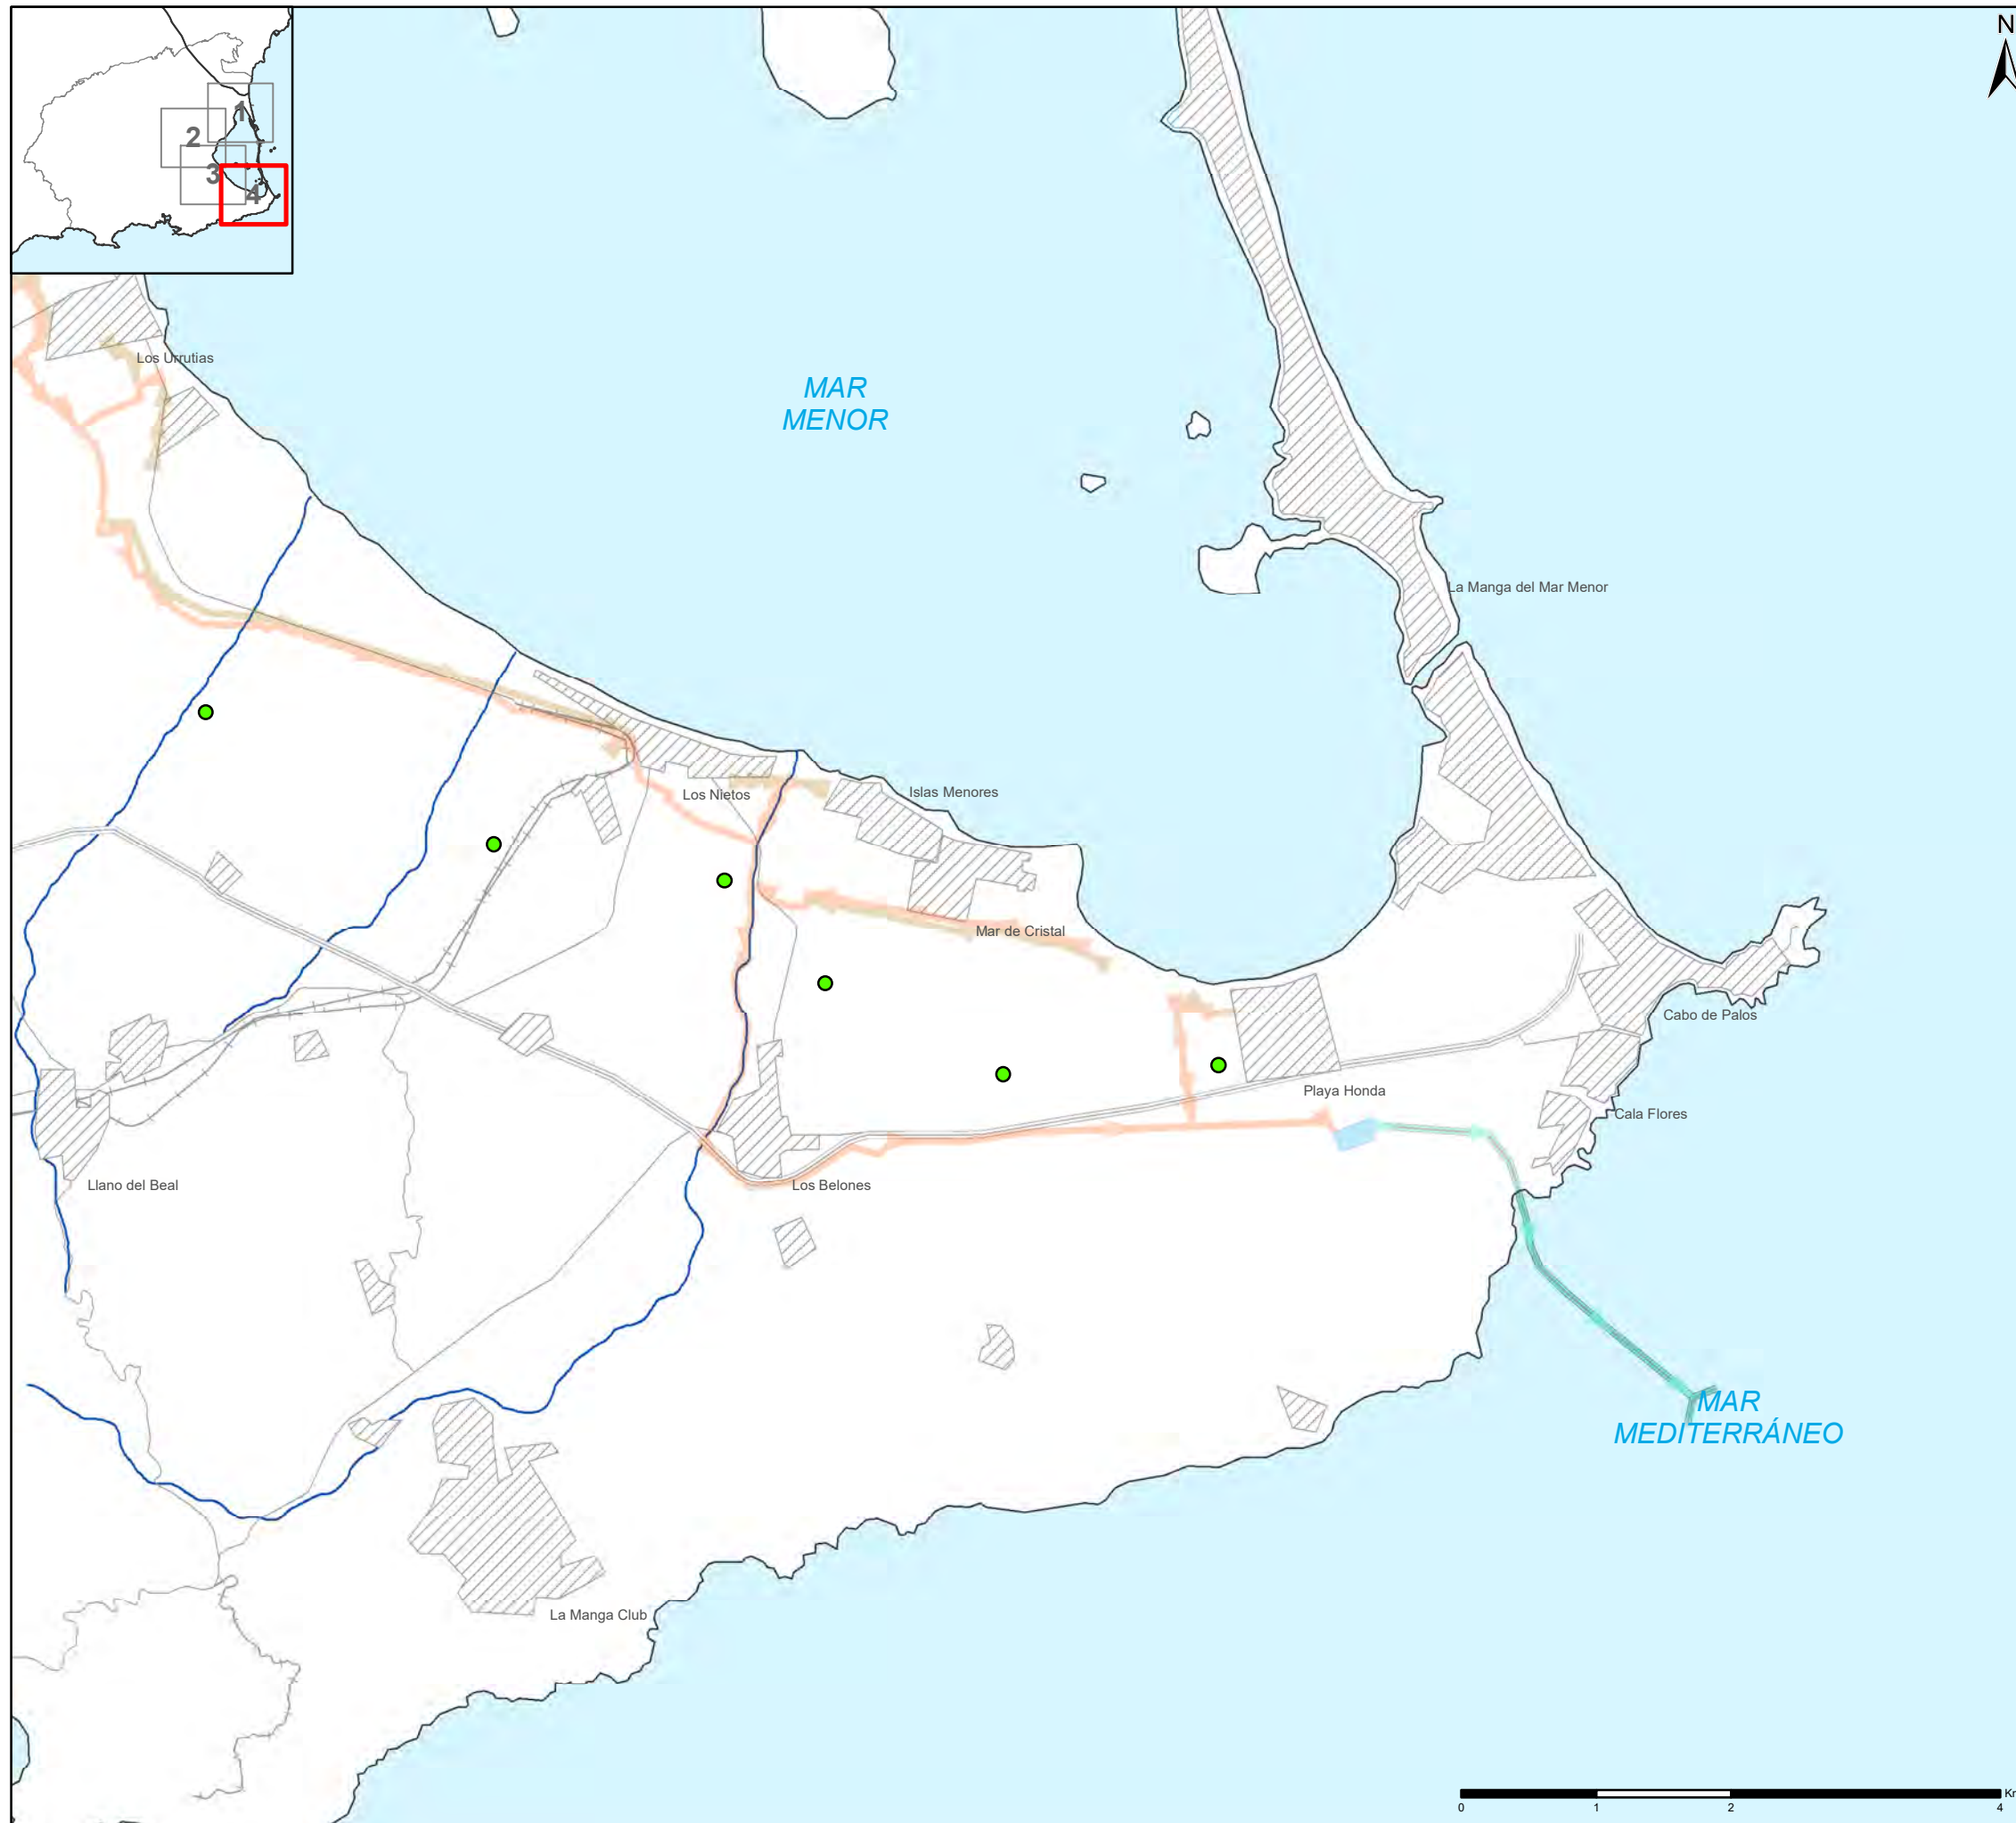 N
1
2
3
4
Los Urrutias
MAR
MENOR
La Manga del Mar Menor
Los Nietos
Islas Menores
Mar de Cristal
Cabo de Palos
Playa Honda
Cala Flores
Llano del Beal
Los Belones
MAR
MEDITERRÁNEO
La Manga Club
Km
0 1 2 4